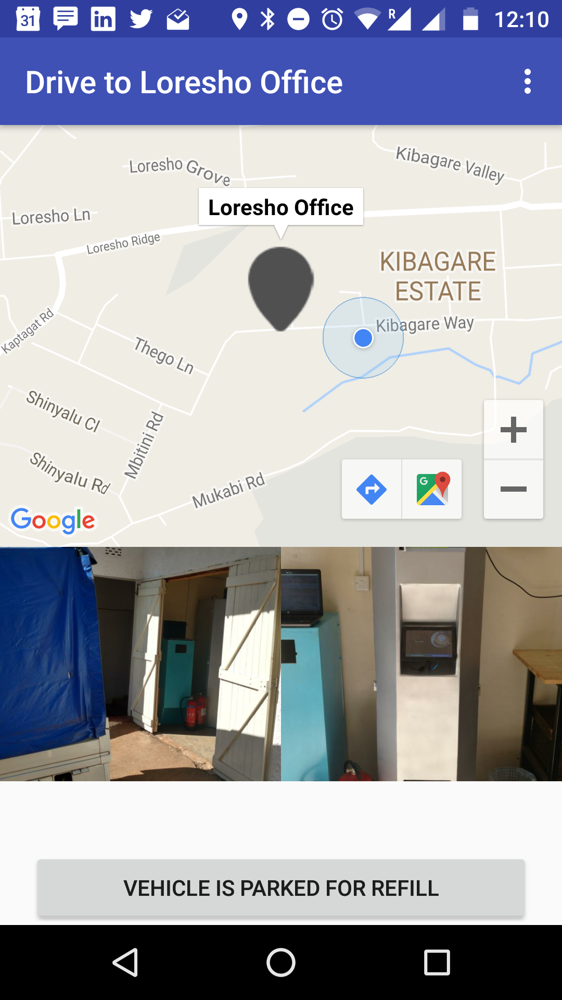 31
R
12:10
Drive to Loresho Office
Loresho Grove
Kibagare Valley
Loresho Office
Loresho Ln
Loresho Ridge
KIBAGARE
ESTATE
Kibagare Way
Kaptagat Rd
Thego Ln
Shinyalu Cl
Mbitini Rd
Shinyalu Rd
Mukabi Rd
G
Google
VEHICLE IS PARKED FOR REFILL